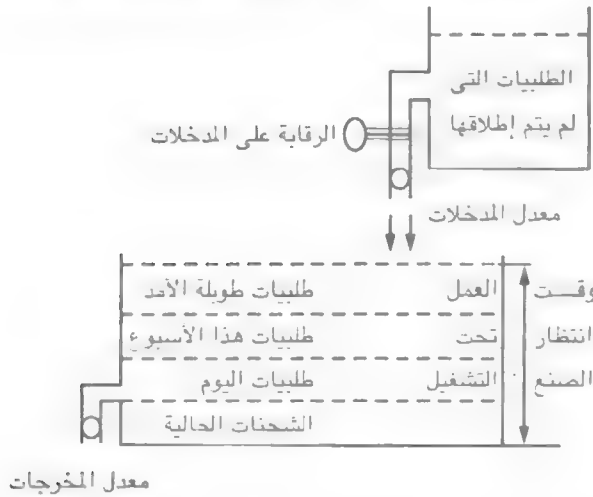 الطلبيات التى
لم يتم إطلاقها
الرقابة على المدخلات
معدل المدخلات
وقـــت العمل طلبيات طويلة الأمد
انتظار تحت طلبيات هذا الأسبوع
الصنع التشغيل طلبيات اليوم
الشحنات الحالية
معدل المخرجات